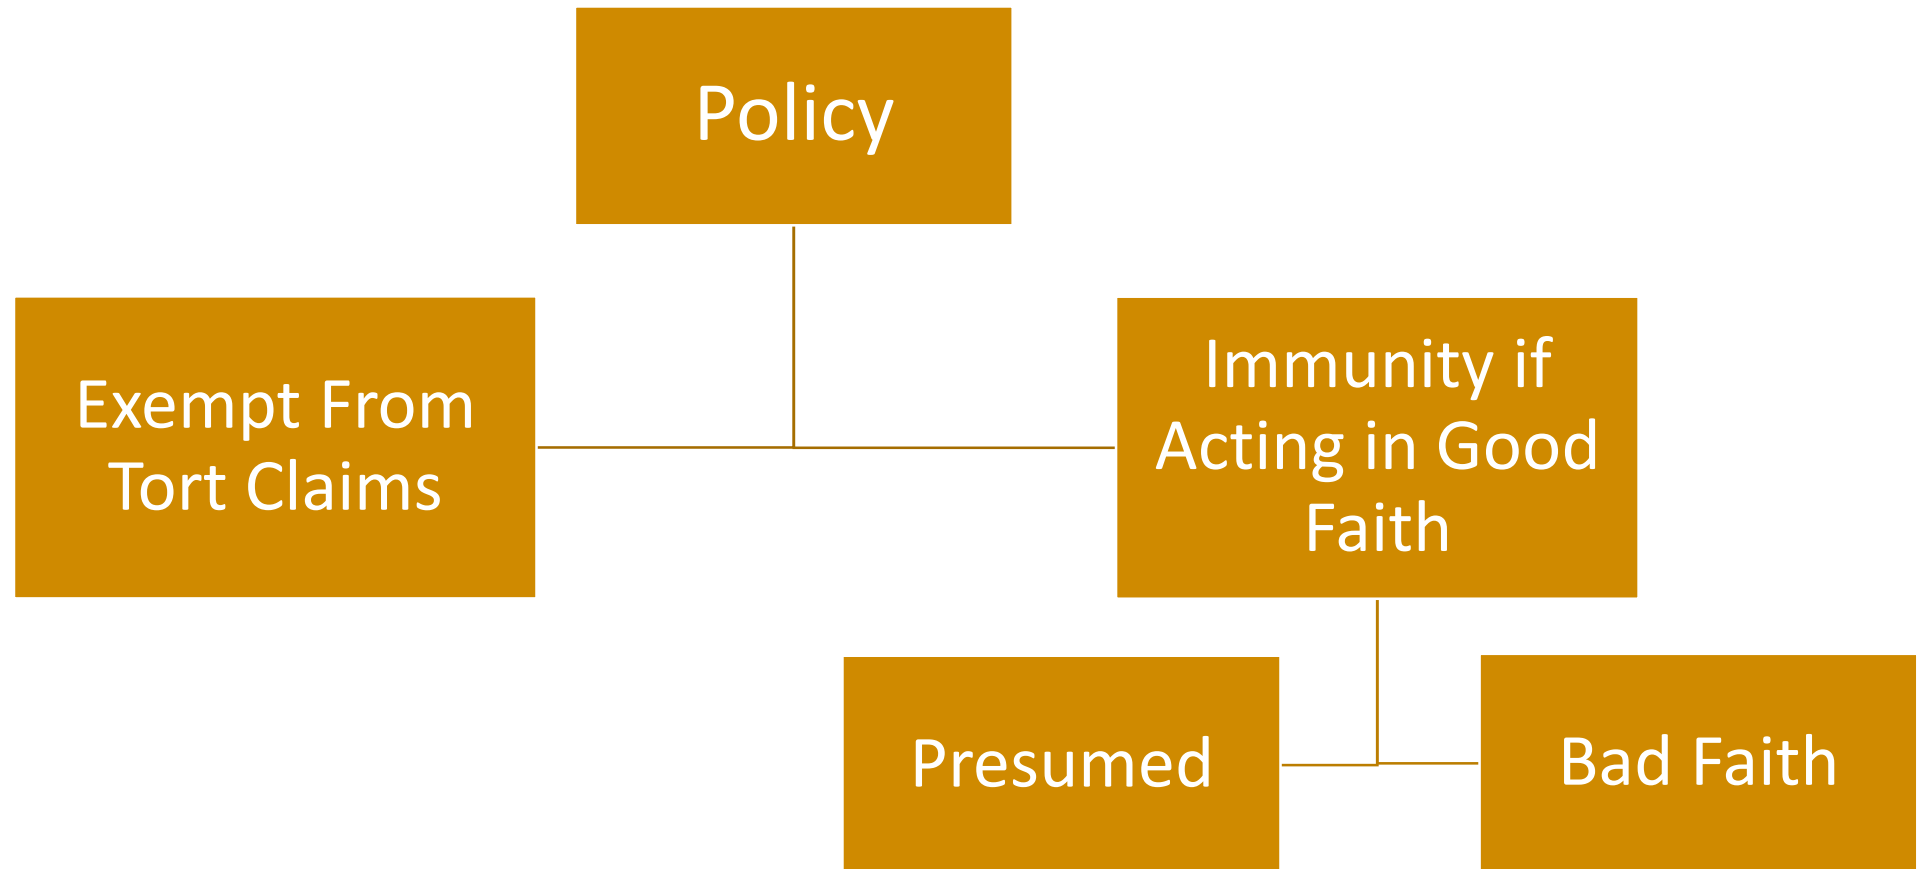 Policy
Exempt From
Tort Claims
Immunity if
Acting in Good
Faith
Presumed
Bad Faith